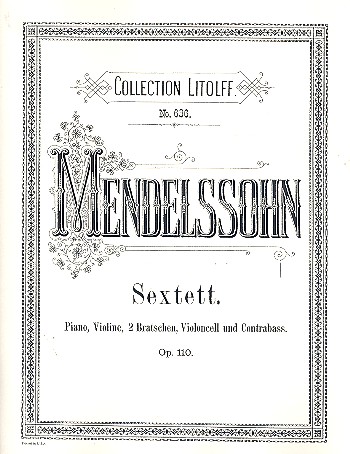 COLLECTION LITOLFF.
No. 636.
MENDELSSOHN
Sextett.
Piano, Violine, 2 Bratschen, Violoncell und Contrabass.
Op. 110.